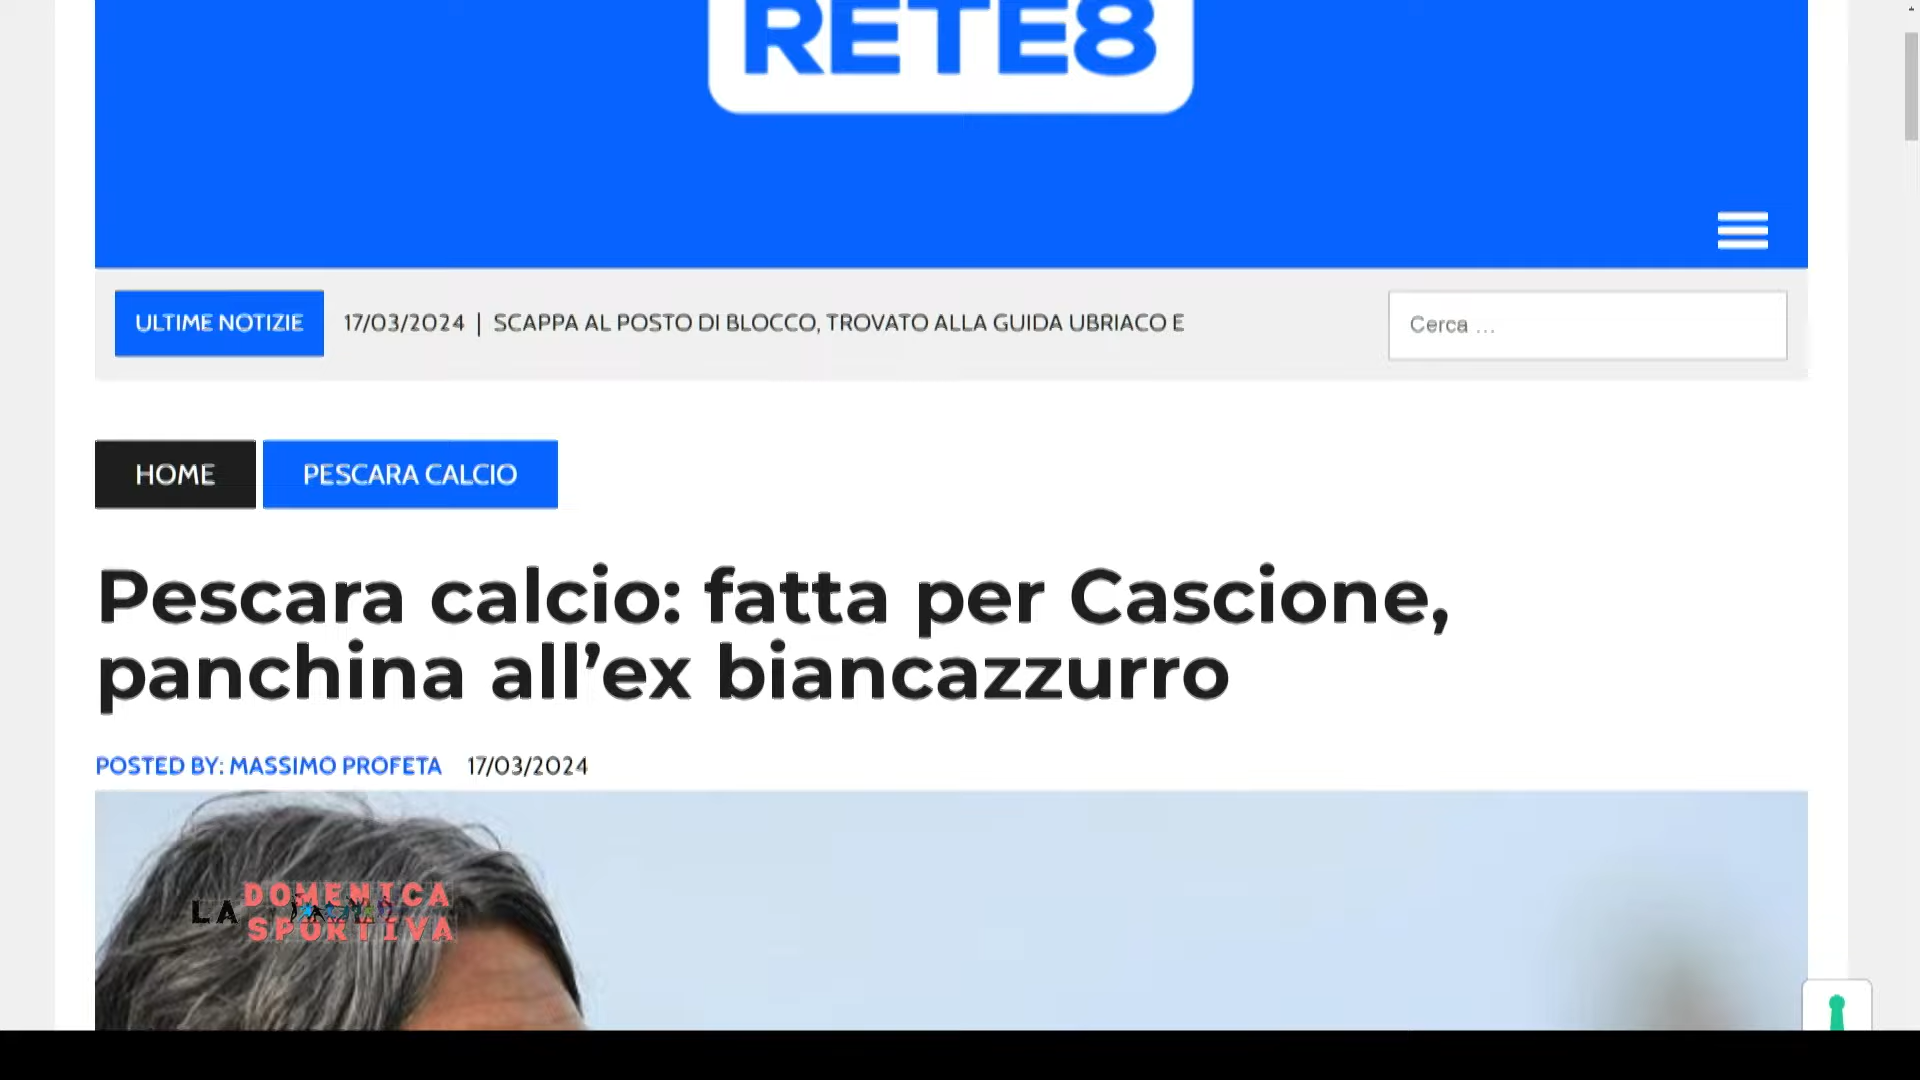 RETE8
ULTIME NOTIZIE 17/03/2024 | SCAPPA AL POSTO DI BLOCCO, TROVATO ALLA GUIDA UBRIACO E
Cerca ...
HOME PESCARA CALCIO
Pescara calcio: fatta per Cascione,
panchina all’ex biancazzurro
POSTED BY: MASSIMO PROFETA 17/03/2024
LA DOMENICA
SPORTIVA